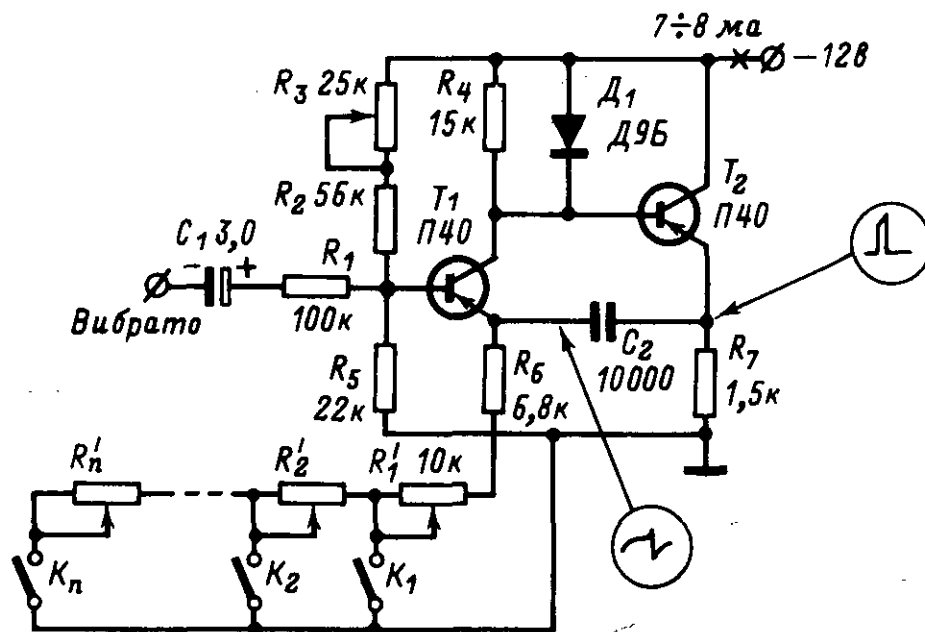 7÷8 ма
−12в
R3 25к
R4
15к
Д1
Д9Б
R2 56к
T1
П40
T2
П40
C1 3,0
− +
R1
100к
Вибрато
R5
22к
R6
6,8к
C2
10000
R7
1,5к
R'n
R'2
R'1
10к
Kn
K2
K1